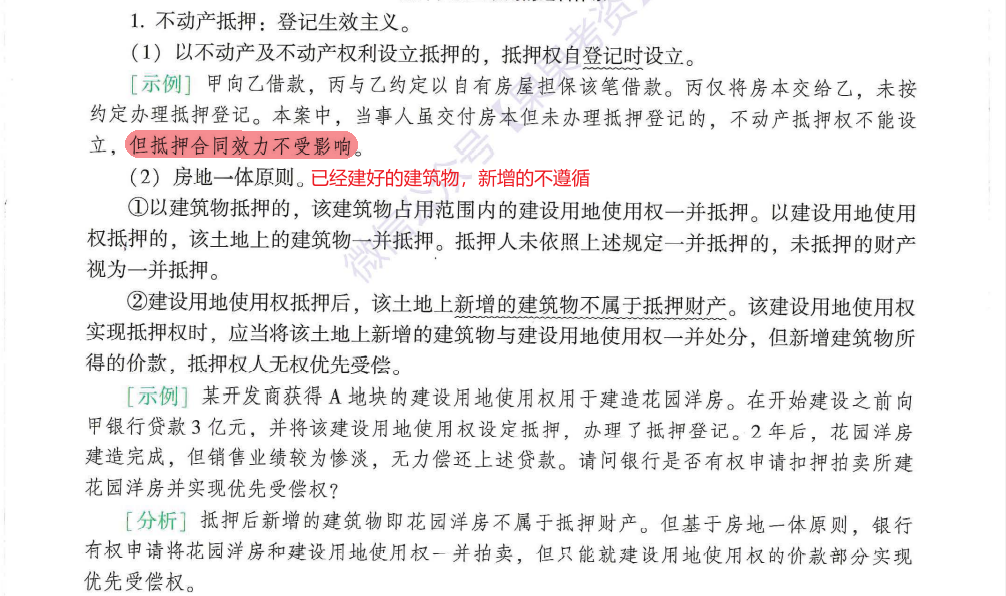 1. 不动产抵押：登记生效主义。
（1）以不动产及不动产权利设立抵押的，抵押权自登记时设立。
［示例］甲向乙借款，丙与乙约定以自有房屋担保该笔借款。丙仅将房本交给乙，未按
约定办理抵押登记。本案中，当事人虽交付房本但未办理抵押登记的，不动产抵押权不能设
立，但抵押合同效力不受影响。
（2）房地一体原则。已经建好的建筑物，新增的不遵循
①以建筑物抵押的，该建筑物占用范围内的建设用地使用权一并抵押。以建设用地使用
权抵押的，该土地上的建筑物一并抵押。抵押人未依照上述规定一并抵押的，未抵押的财产
视为一并抵押。
②建设用地使用权抵押后，该土地上新增的建筑物不属于抵押财产。该建设用地使用权
实现抵押权时，应当将该土地上新增的建筑物与建设用地使用权一并处分，但新增建筑物所
得的价款，抵押权人无权优先受偿。
［示例］某开发商获得 A 地块的建设用地使用权用于建造花园洋房。在开始建设之前向
甲银行贷款 3 亿元，并将该建设用地使用权设定抵押，办理了抵押登记。2 年后，花园洋房
建造完成，但销售业绩较为惨淡，无力偿还上述贷款。请问银行是否有权申请扣押拍卖所建
花园洋房并实现优先受偿权？
［分析］抵押后新增的建筑物即花园洋房不属于抵押财产。但基于房地一体原则，银行
有权申请将花园洋房和建设用地使用权一并拍卖，但只能就建设用地使用权的价款部分实现
优先受偿权。
微信公众号【果果考资